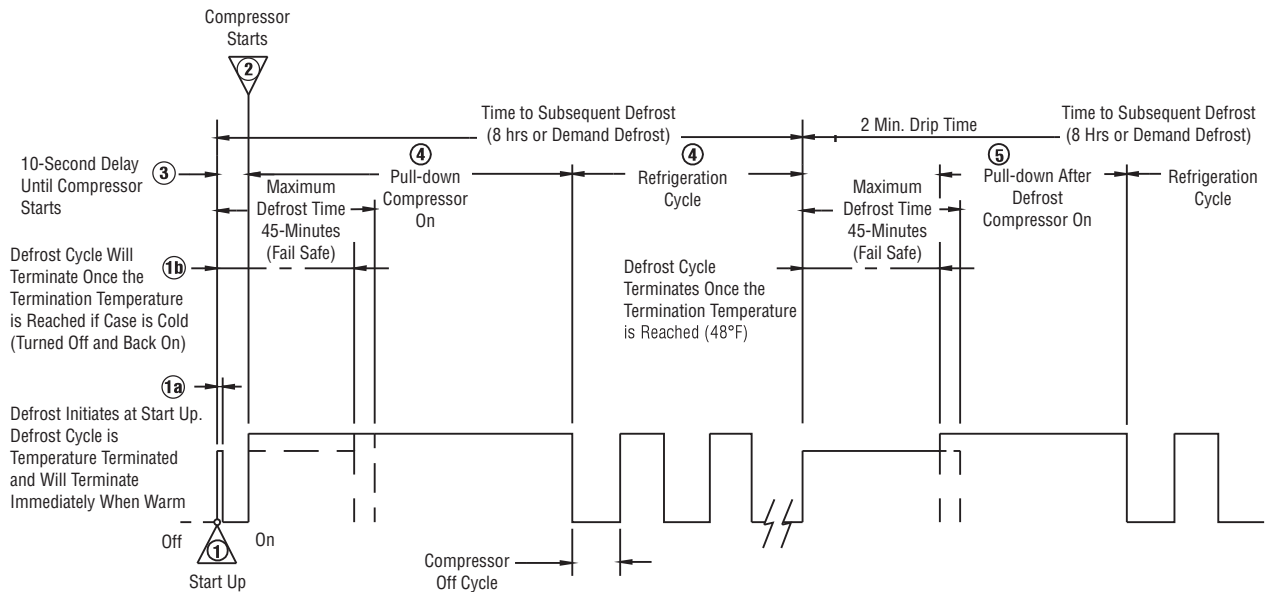 Compressor
Starts
2
Time to Subsequent Defrost
(8 hrs or Demand Defrost)
2 Min. Drip Time
Time to Subsequent Defrost
(8 Hrs or Demand Defrost)
10-Second Delay
Until Compressor
Starts
3
4
Pull-down
Compressor
On
Maximum
Defrost Time
45-Minutes
(Fail Safe)
4
Refrigeration
Cycle
Maximum
Defrost Time
45-Minutes
(Fail Safe)
5
Pull-down After
Defrost
Compressor On
Refrigeration
Cycle
Defrost Cycle Will
Terminate Once the
Termination Temperature
is Reached if Case is Cold
(Turned Off and Back On)
1b
Defrost Cycle
Terminates Once the
Termination Temperature
is Reached (48°F)
1a
Defrost Initiates at Start Up.
Defrost Cycle is
Temperature Terminated
and Will Terminate
Immediately When Warm
Off
On
1
Start Up
Compressor
Off Cycle